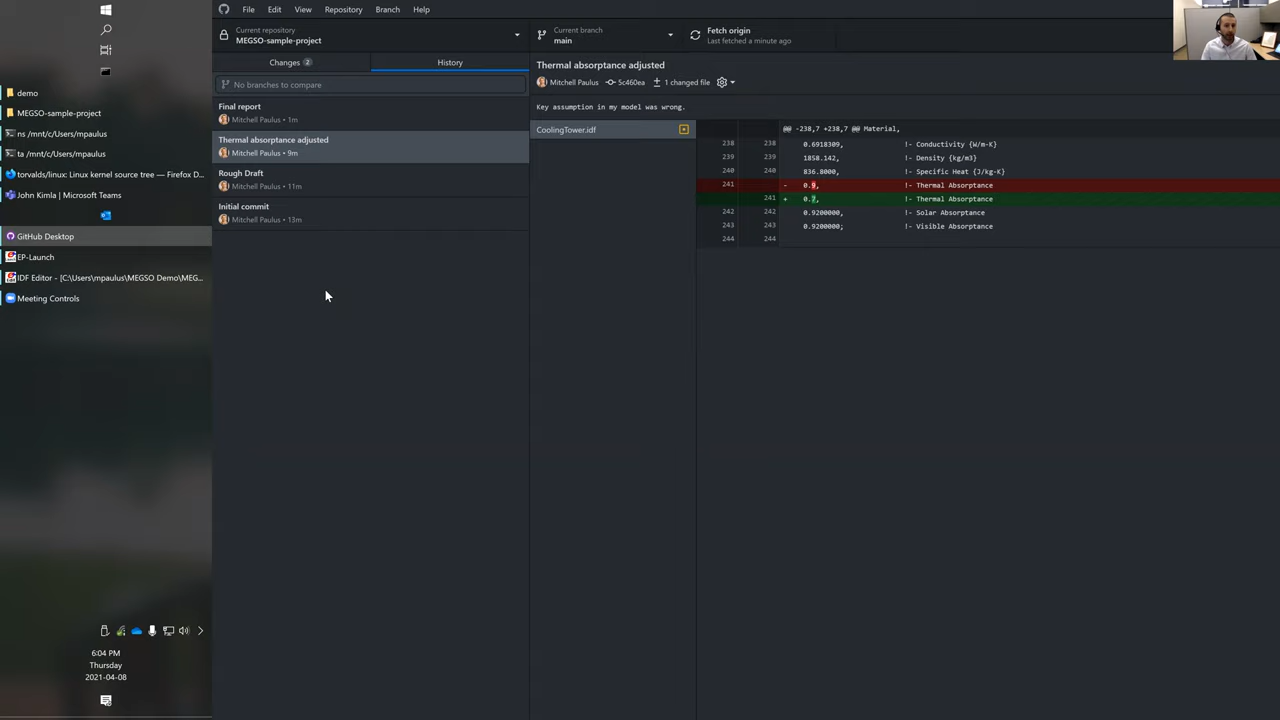 File Edit View Repository Branch Help
Current repository
MEGSO-sample-project
Current branch
main
Fetch origin
Last fetched a minute ago
Changes 2
History
No branches to compare
Final report
Mitchell Paulus • 1m
Thermal absorptance adjusted
Mitchell Paulus • 9m
Rough Draft
Mitchell Paulus • 11m
Initial commit
Mitchell Paulus • 13m
Thermal absorptance adjusted
Mitchell Paulus 5c460ea 1 changed file
Key assumption in my model was wrong.
CoolingTower.idf
@@ -238,7 +238,7 @@ Material,
238 238 0.6918309, !- Conductivity {W/m-K}
239 239 1858.142, !- Density {kg/m3}
240 240 836.8000, !- Specific Heat {J/kg-K}
241 - 0.9, !- Thermal Absorptance
241 + 0.7, !- Thermal Absorptance
242 242 0.9200000, !- Solar Absorptance
243 243 0.9200000; !- Visible Absorptance
244 244
demo
MEGSO-sample-project
ns /mnt/c/Users/mpaulus
ta /mnt/c/Users/mpaulus
torvalds/linux: Linux kernel source tree — Firefox D...
John Kimla | Microsoft Teams
GitHub Desktop
EP-Launch
IDF Editor - [C:\Users\mpaulus\MEGSO Demo\MEG...
Meeting Controls
6:04 PM
Thursday
2021-04-08